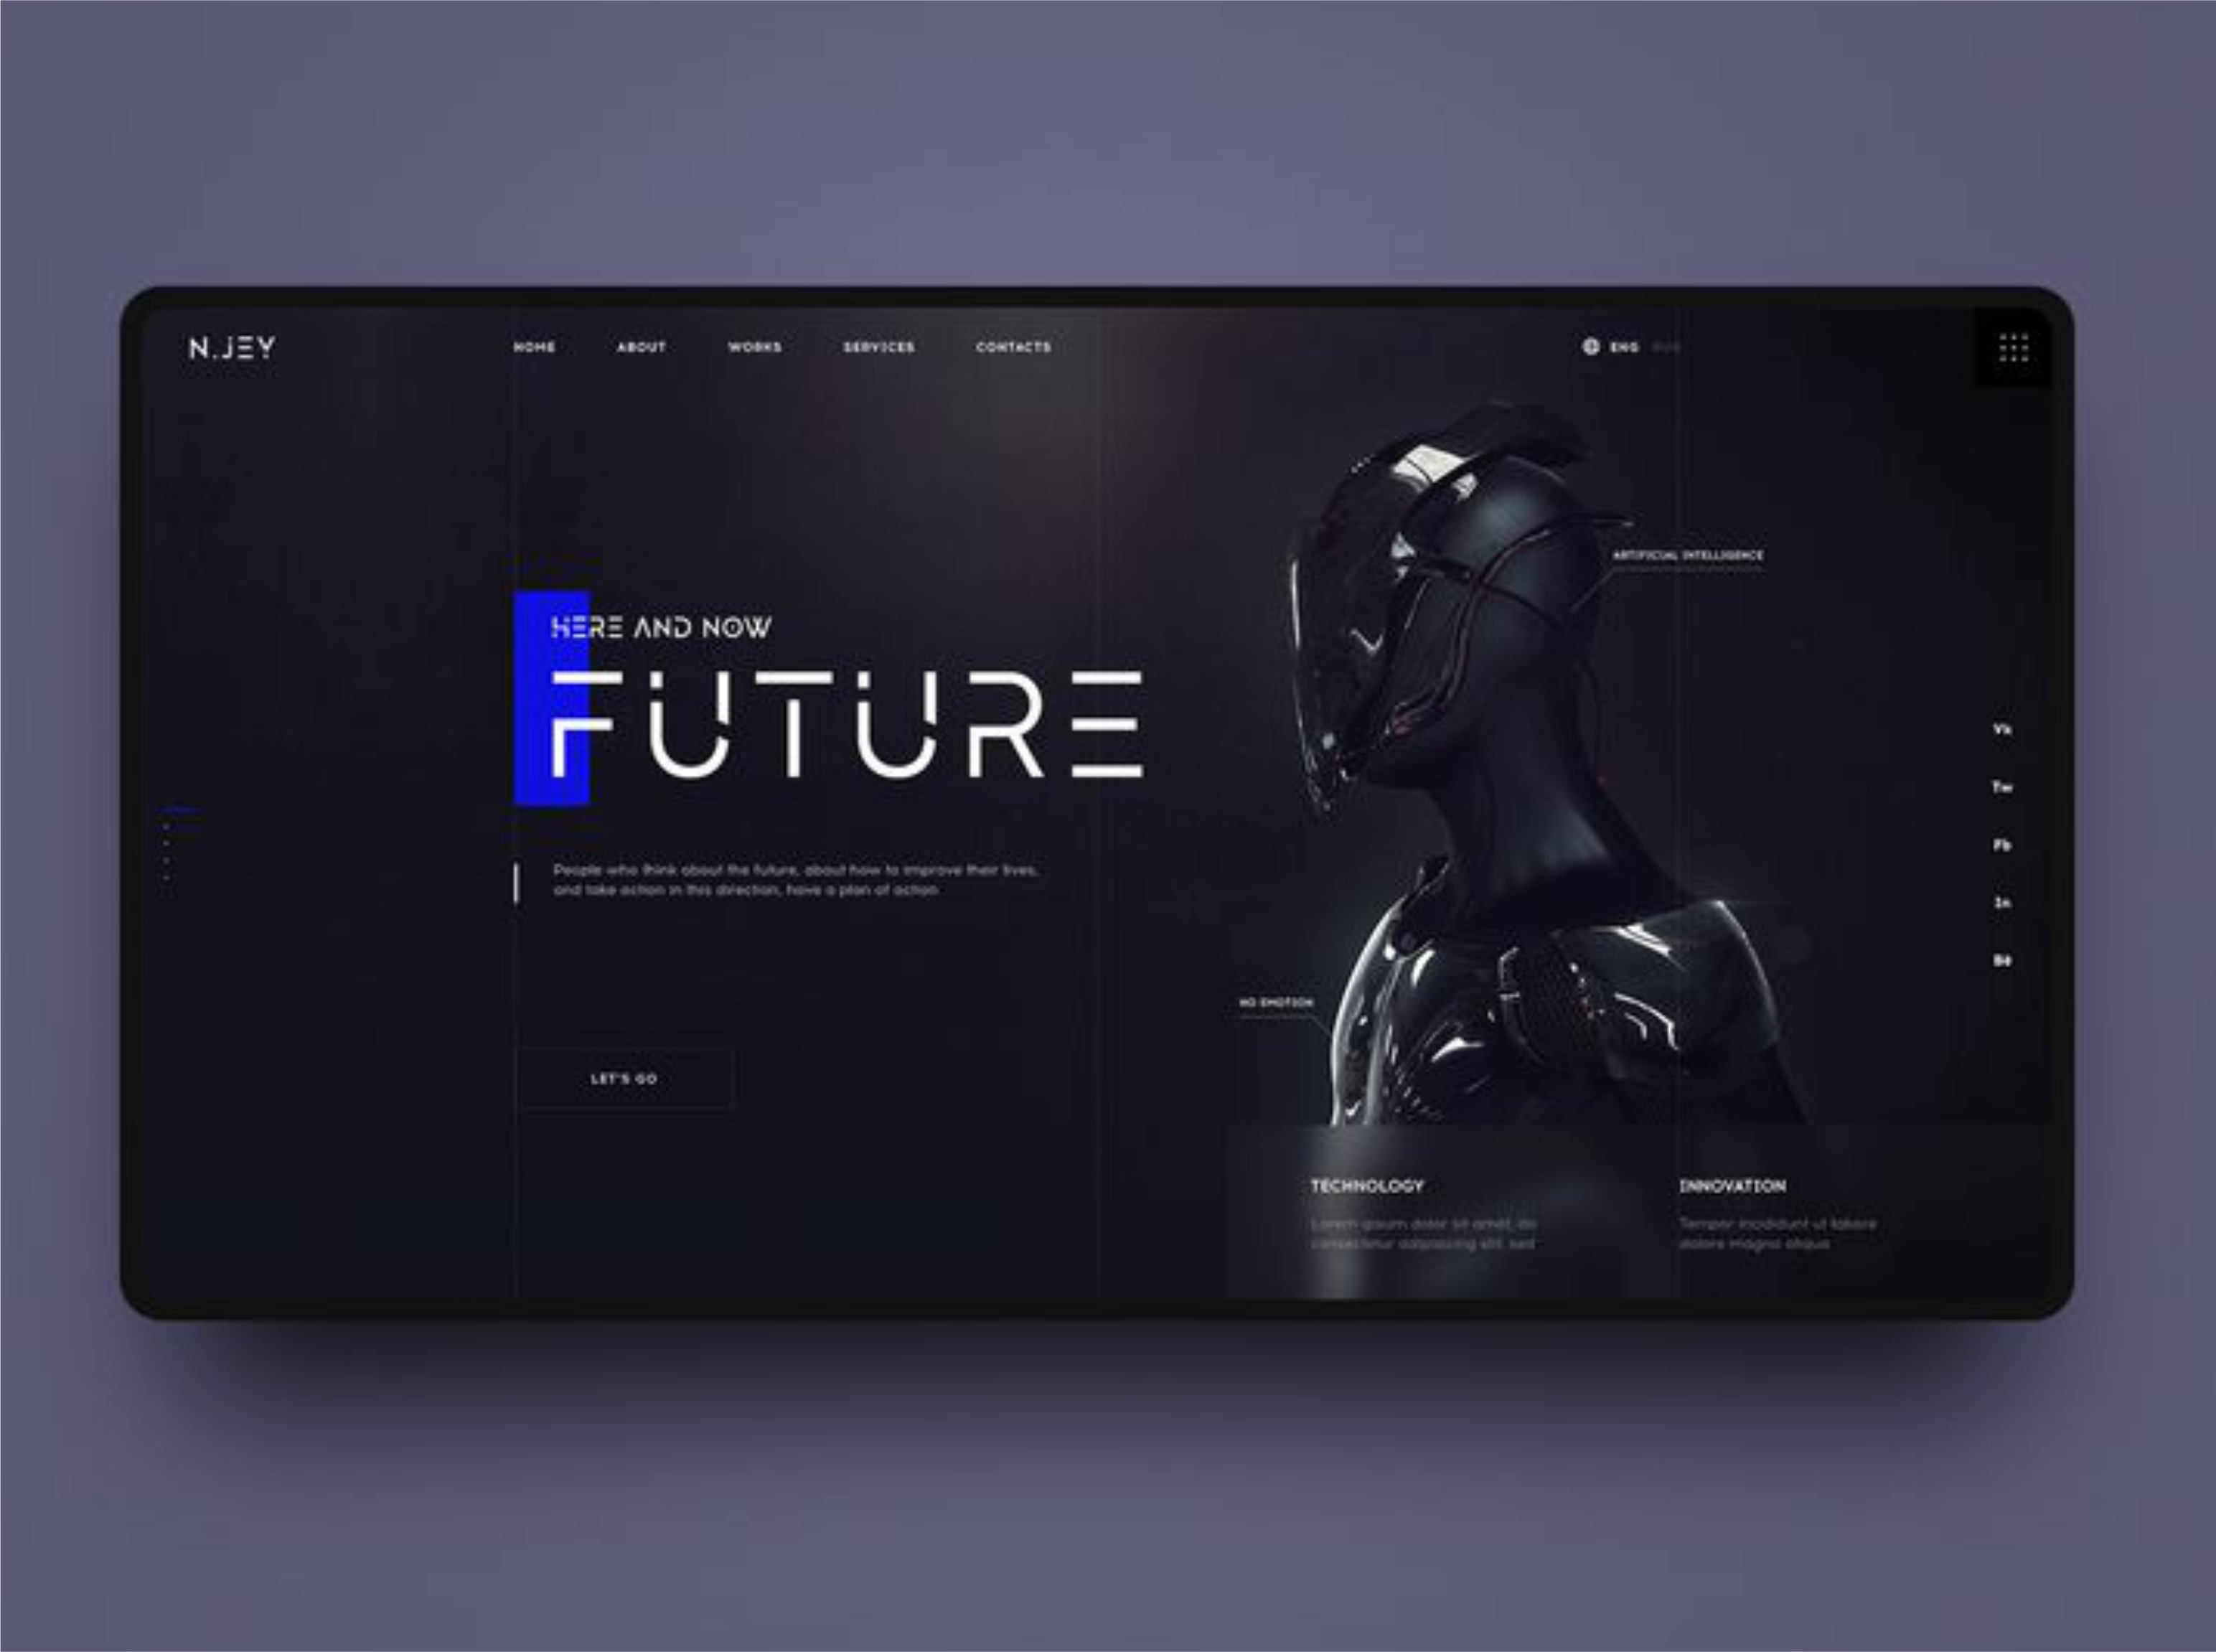 N.JEY
HOME ABOUT WORKS SERVICES CONTACTS
ENG
ARTIFICIAL INTELLIGENCE
HERE AND NOW
FUTURE
People who think about the future, about how to improve their lives,
and take action in this direction, have a plan of action
LET'S GO
NO EMOTION
Vk
Tw
Fb
In
Be
TECHNOLOGY
Lorem ipsum dolor sit amet, do
consectetur adipiscing elit, sed
INNOVATION
Tempor incididunt ut labore
dolore magna aliqua